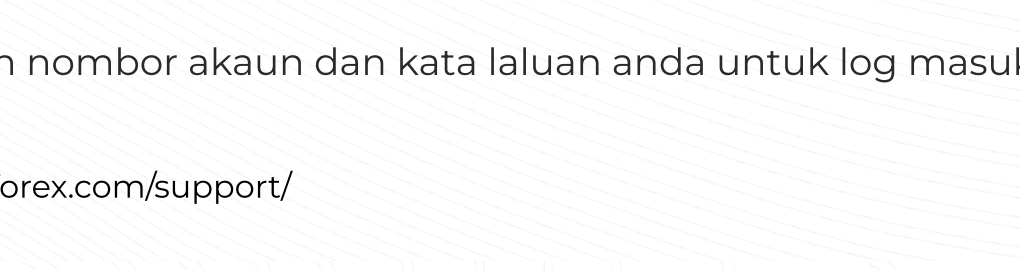 nombor akaun dan kata laluan anda untuk log masuk
orex.com/support/